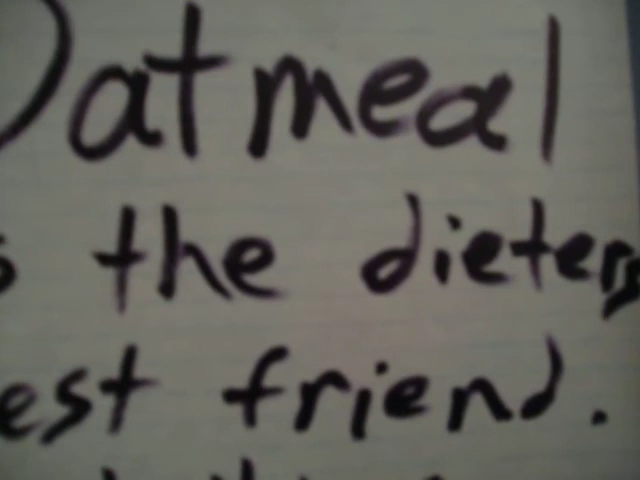 Oatmeal
s the dieters
est friend.